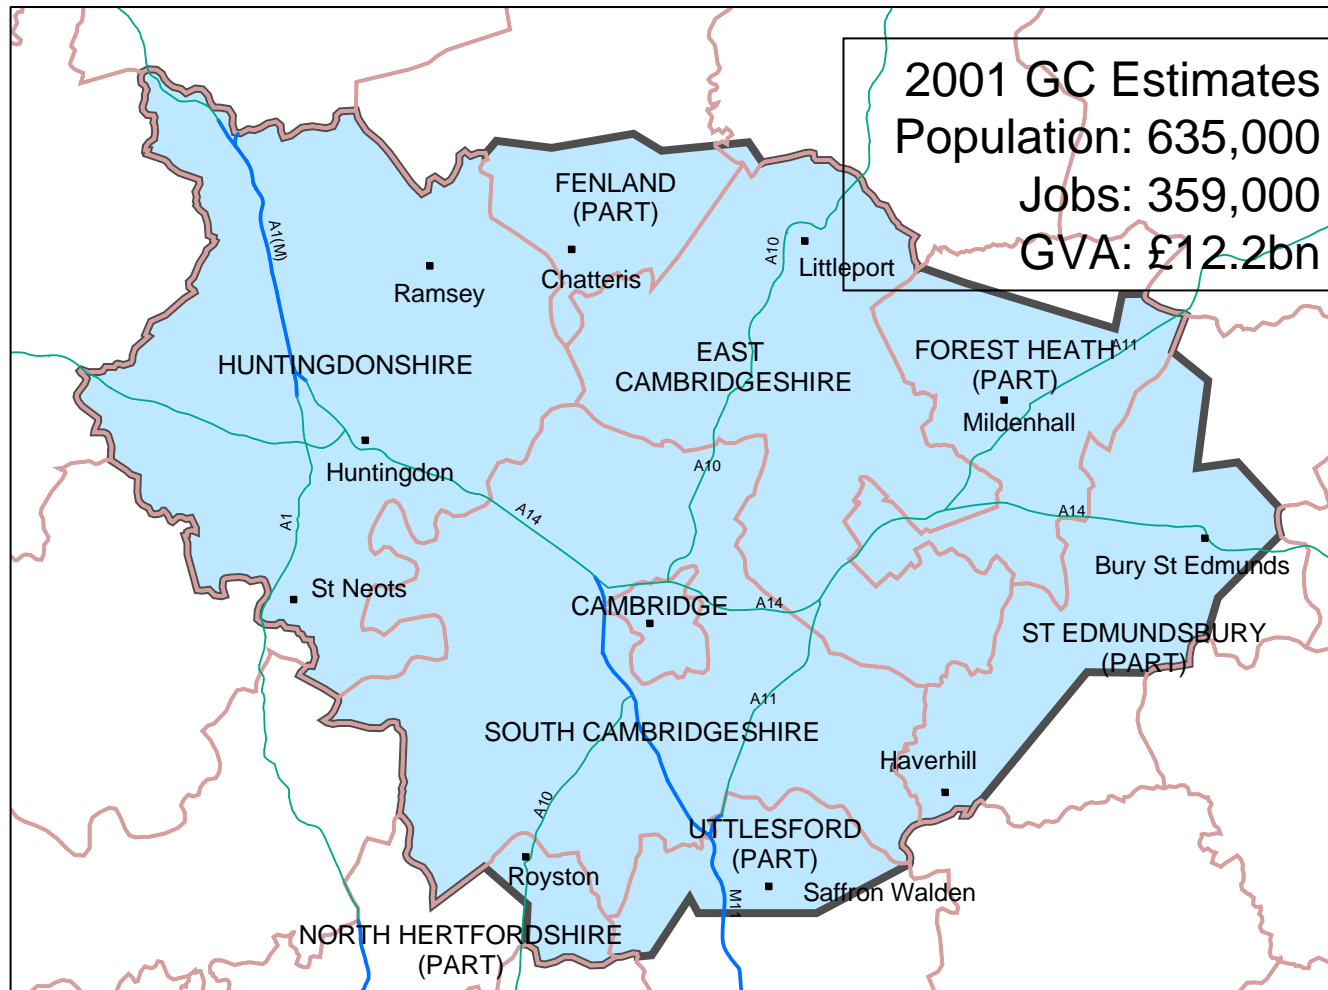 2001 GC Estimates
Population: 635,000
Jobs: 359,000
GVA: £12.2bn
FENLAND
(PART)
A1(M)
A10
Littleport
Chatteris
Ramsey
HUNTINGDONSHIRE
EAST
CAMBRIDGESHIRE
FOREST HEATH
(PART)
A11
Mildenhall
Huntingdon
A10
A1
A14
A14
Bury St Edmunds
St Neots
CAMBRIDGE
A14
ST EDMUNDSBURY
(PART)
A11
SOUTH CAMBRIDGESHIRE
Haverhill
A10
UTTLESFORD
(PART)
Royston
Saffron Walden
M11
NORTH HERTFORDSHIRE
(PART)